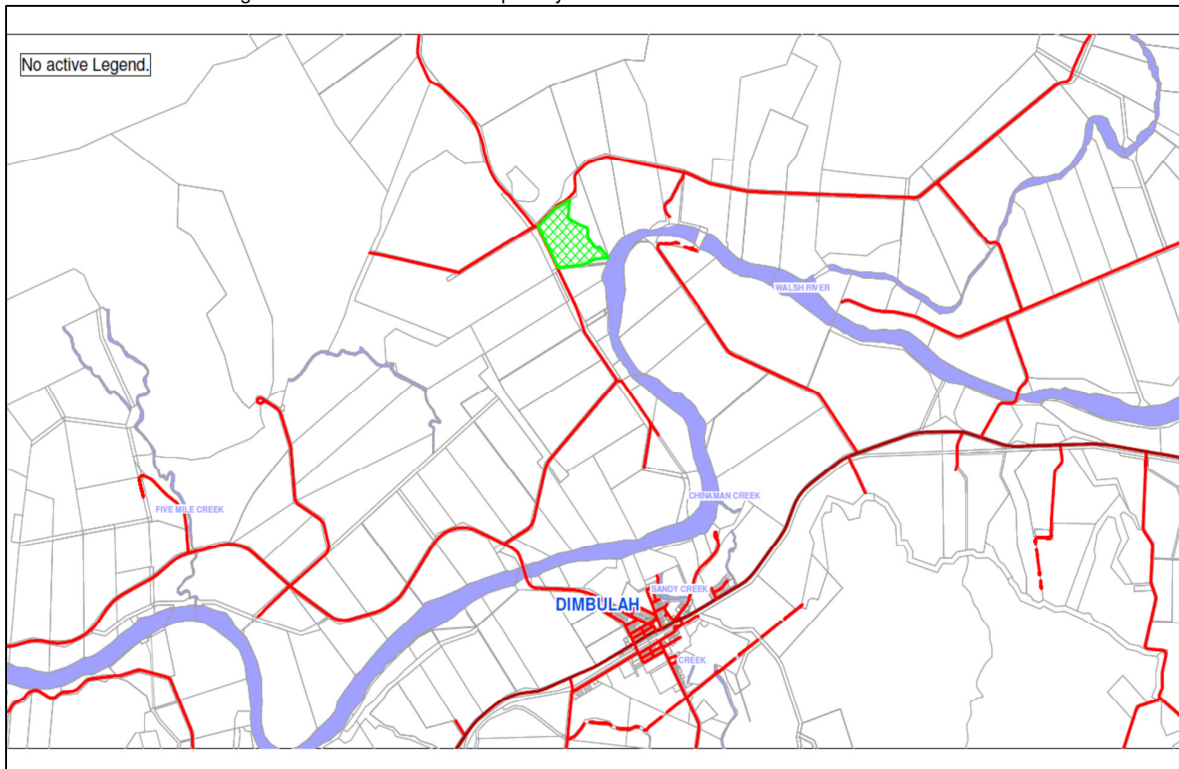 No active Legend.
WALSH RIVER
CHINAMAN CREEK
FIVE MILE CREEK
SANDY CREEK
DIMBULAH
CREEK